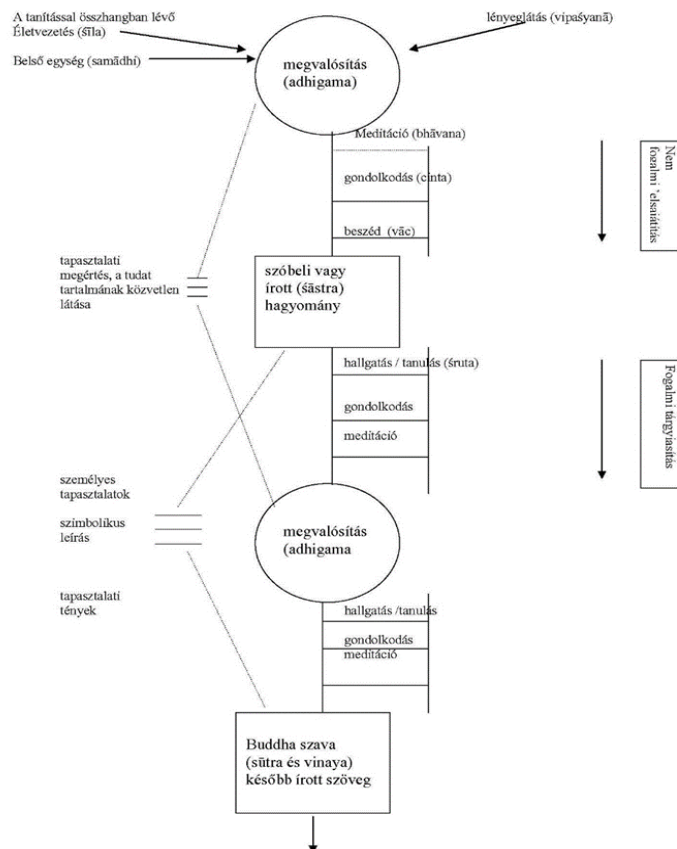 A tanítással összhangban lévő
Életvezetés (śīla)
Belső egység (samādhi)
lényeglátás (vipaśyanā)
megvalósítás
(adhigama)
Meditáció (bhāvana)
gondolkodás (cinta)
beszéd (vāc)
Nem
fogalmi elsajátítás
tapasztalati
megértés, a tudat
tartalmának közvetlen
látása
szóbeli vagy
írott (śāstra)
hagyomány
hallgatás / tanulás (śruta)
gondolkodás
meditáció
Fogalmi tárgyiasítás
személyes
tapasztalatok
szimbolikus
leírás
tapasztalati
tények
megvalósítás
(adhigama
hallgatás /tanulás
gondolkodás
meditáció
Buddha szava
(sūtra és vinaya)
később írott szöveg